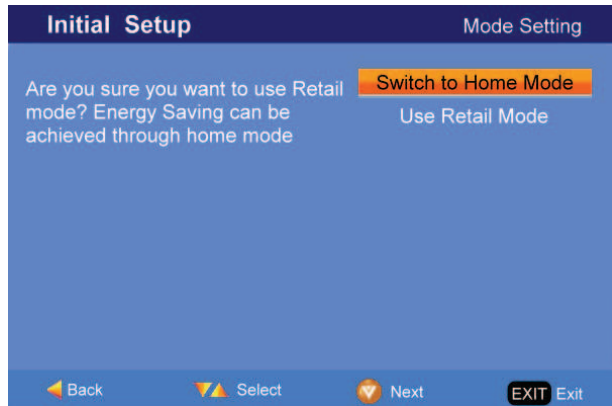 Initial Setup
Mode Setting
Are you sure you want to use Retail
mode? Energy Saving can be
achieved through home mode
Switch to Home Mode
Use Retail Mode
Back
Select
Next
EXIT Exit